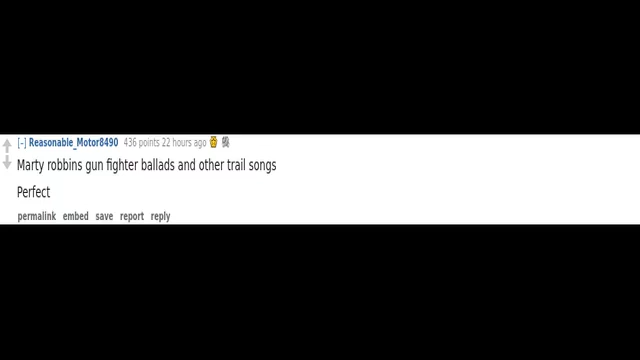 [–] Reasonable_Motor8490 436 points 22 hours ago
Marty robbins gun fighter ballads and other trail songs
Perfect
permalink embed save report reply